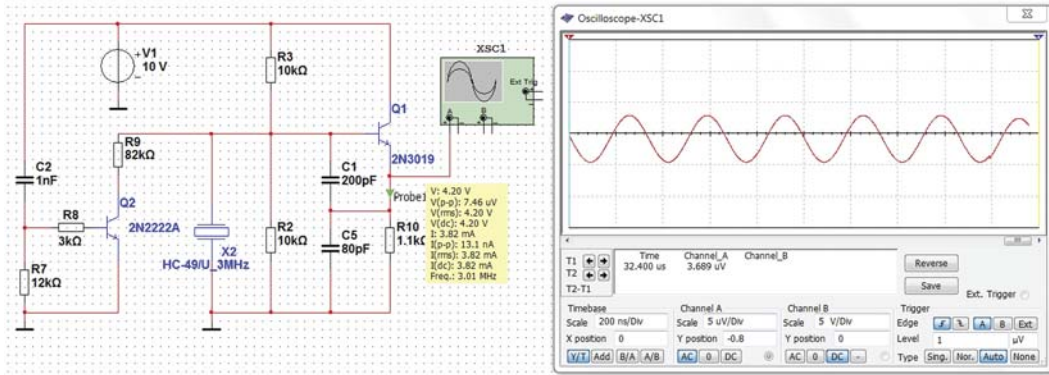 V1
10 V
R3
10kΩ
XSC1
Ext Trig
A
B
Q1
2N3019
R9
82kΩ
C2
1nF
Q2
2N2222A
R8
3kΩ
R7
12kΩ
X2
HC-49/U_3MHz
R2
10kΩ
C1
200pF
C5
80pF
Probe1
R10
1.1kΩ
V: 4.20 V
V(p-p): 7.46 uV
V(rms): 4.20 V
V(dc): 4.20 V
I: 3.82 mA
I(p-p): 13.1 nA
I(rms): 3.82 mA
I(dc): 3.82 mA
Freq.: 3.01 MHz
Oscilloscope-XSC1
T1
T2
T2-T1
Time Channel_A Channel_B
32.400 us 3.689 uV
Reverse
Save
Ext. Trigger
Timebase
Scale 200 ns/Div
X position 0
Y/T Add B/A A/B
Channel A
Scale 5 uV/Div
Y position -0.8
AC 0 DC
Channel B
Scale 5 V/Div
Y position 0
AC 0 DC -
Trigger
Edge A B Ext
Level 1 µV
Type Sing. Nor. Auto None